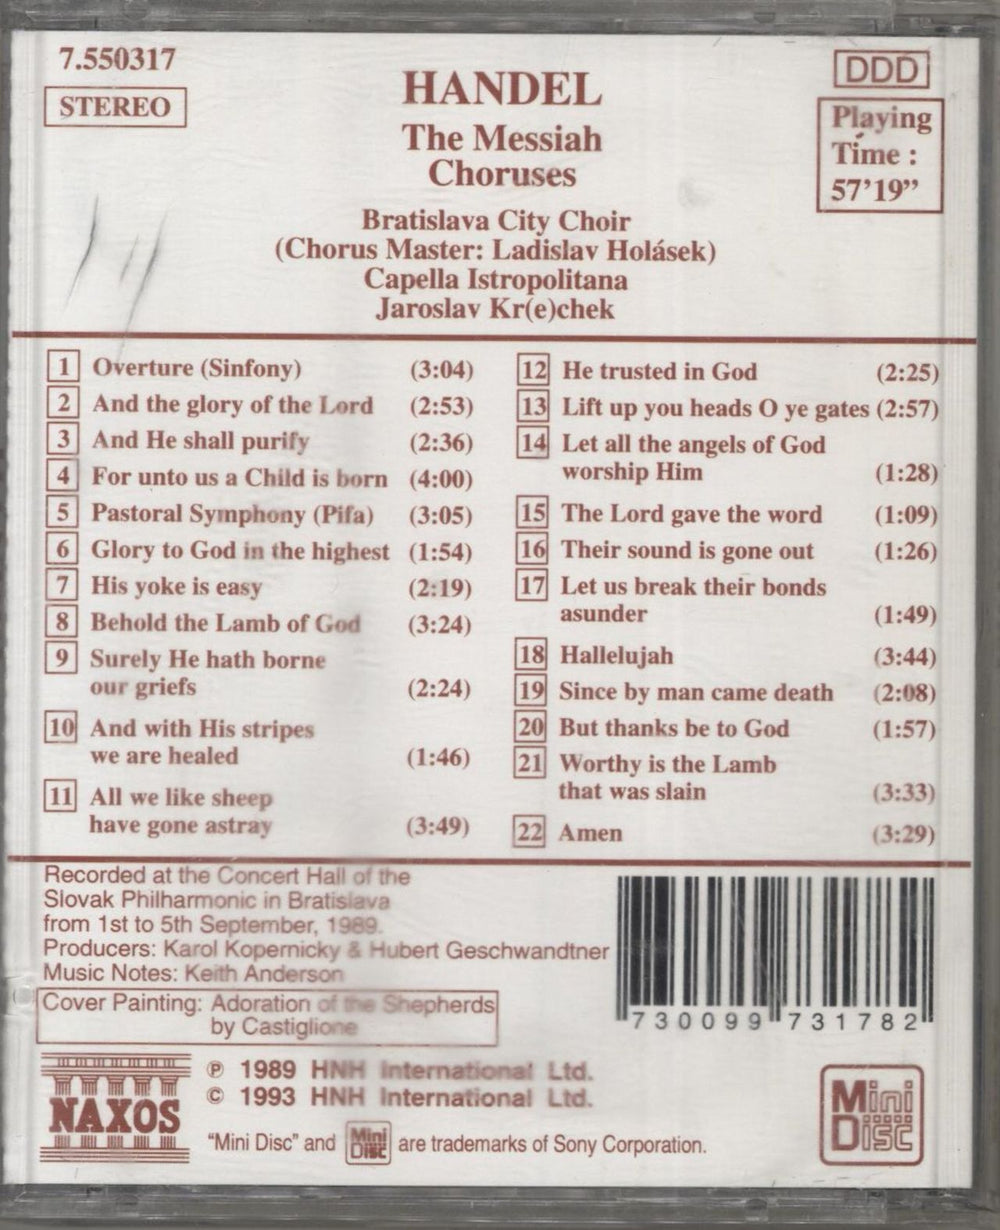 7.550317
STEREO
DDD
Playing
Time :
57'19”
HANDEL
The Messiah
Choruses
Bratislava City Choir
(Chorus Master: Ladislav Holásek)
Capella Istropolitana
Jaroslav Kr(e)chek
1 Overture (Sinfony) (3:04)
2 And the glory of the Lord (2:53)
3 And He shall purify (2:36)
4 For unto us a Child is born (4:00)
5 Pastoral Symphony (Pifa) (3:05)
6 Glory to God in the highest (1:54)
7 His yoke is easy (2:19)
8 Behold the Lamb of God (3:24)
9 Surely He hath borne
our griefs (2:24)
10 And with His stripes
we are healed (1:46)
11 All we like sheep
have gone astray (3:49)
12 He trusted in God (2:25)
13 Lift up you heads O ye gates (2:57)
14 Let all the angels of God
worship Him (1:28)
15 The Lord gave the word (1:09)
16 Their sound is gone out (1:26)
17 Let us break their bonds
asunder (1:49)
18 Hallelujah (3:44)
19 Since by man came death (2:08)
20 But thanks be to God (1:57)
21 Worthy is the Lamb
that was slain (3:33)
22 Amen (3:29)
Recorded at the Concert Hall of the
Slovak Philharmonic in Bratislava
from 1st to 5th September, 1989.
Producers: Karol Kopernicky & Hubert Geschwandtner
Music Notes: Keith Anderson
Cover Painting: Adoration of the Shepherds
by Castiglione
730099 731782
NAXOS
℗ 1989 HNH International Ltd.
© 1993 HNH International Ltd.
“Mini Disc” and Mini Disc are trademarks of Sony Corporation.
Mini
Disc